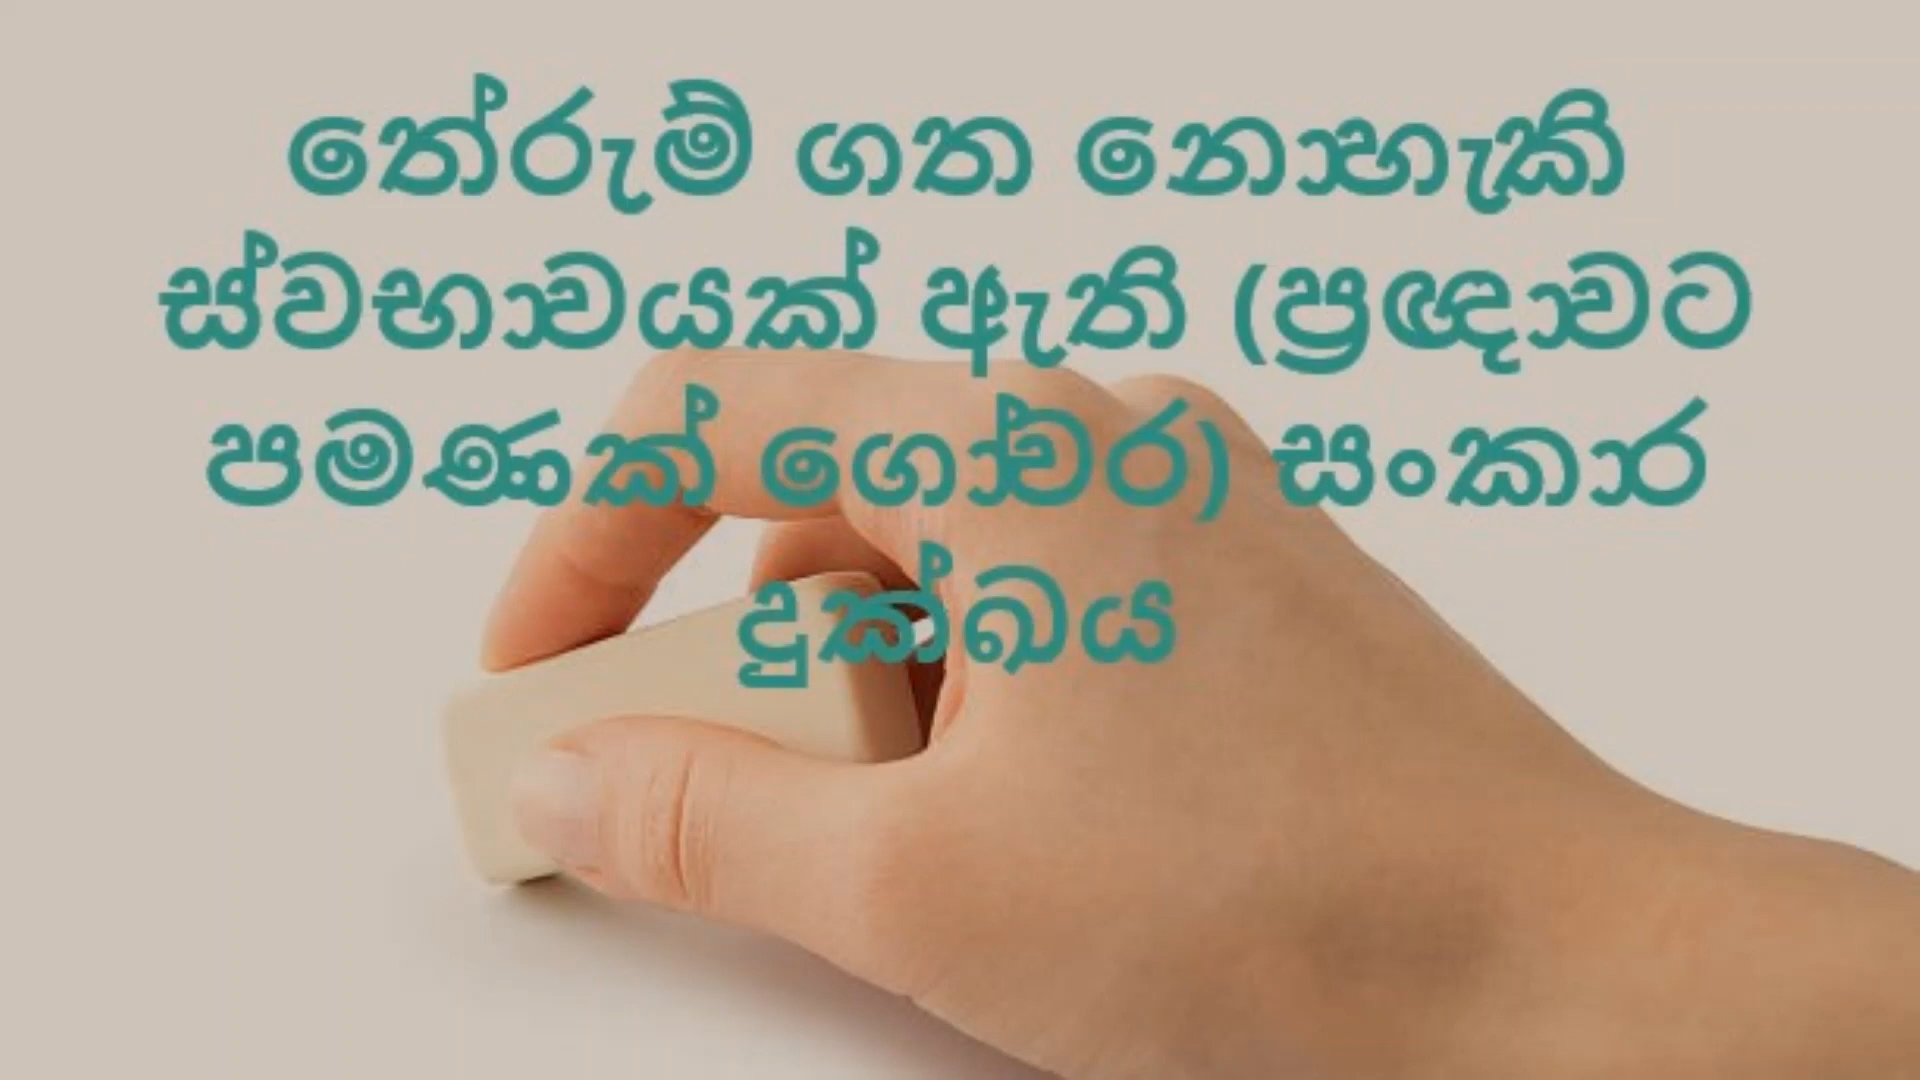 තේරුම් ගත නොහැකි
ස්වභාවයක් ඇති (ප්‍රඥාවට
පමණක් ගෝචර) සංකාර
දුක්ඛය